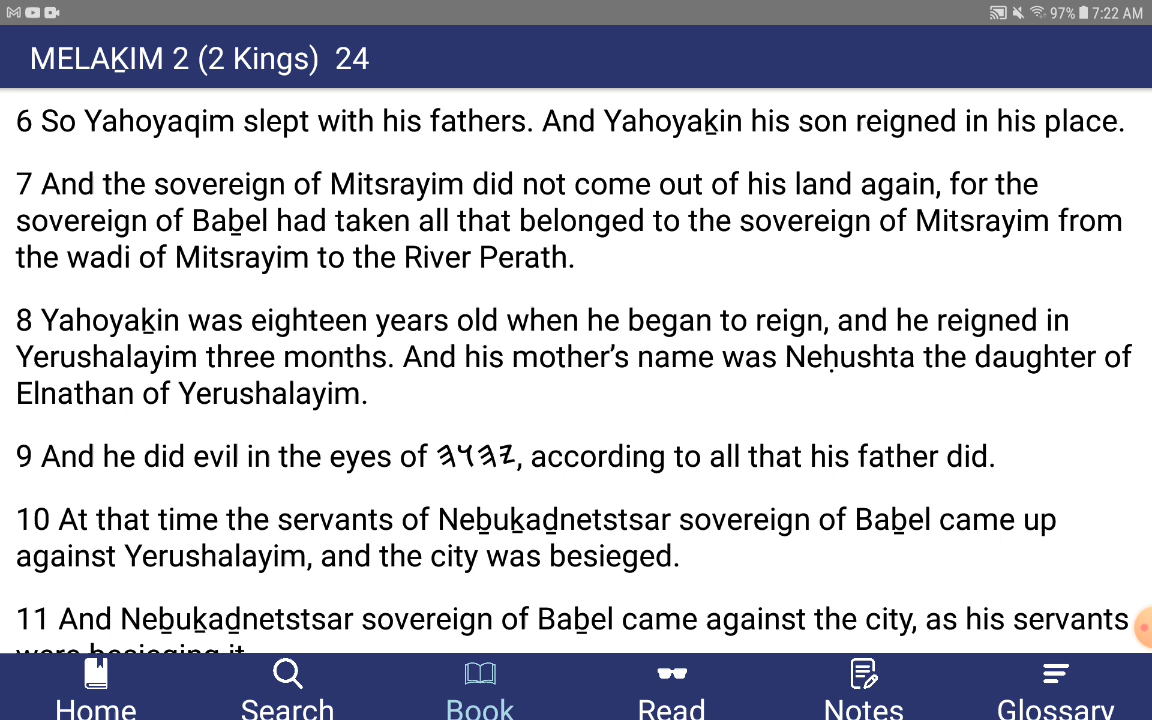 97% 7:22 AM
MELAḴIM 2 (2 Kings) 24
6 So Yahoyaqim slept with his fathers. And Yahoyaḵin his son reigned in his place.
7 And the sovereign of Mitsrayim did not come out of his land again, for the
sovereign of Baḇel had taken all that belonged to the sovereign of Mitsrayim from
the wadi of Mitsrayim to the River Perath.
8 Yahoyaḵin was eighteen years old when he began to reign, and he reigned in
Yerushalayim three months. And his mother’s name was Neḥushta the daughter of
Elnathan of Yerushalayim.
9 And he did evil in the eyes of 𐤉𐤄𐤅𐤄, according to all that his father did.
10 At that time the servants of Neḇuḵaḏnetstsar sovereign of Baḇel came up
against Yerushalayim, and the city was besieged.
11 And Neḇuḵaḏnetstsar sovereign of Baḇel came against the city, as his servants
were besieging it
Home Search Book Read Notes Glossary